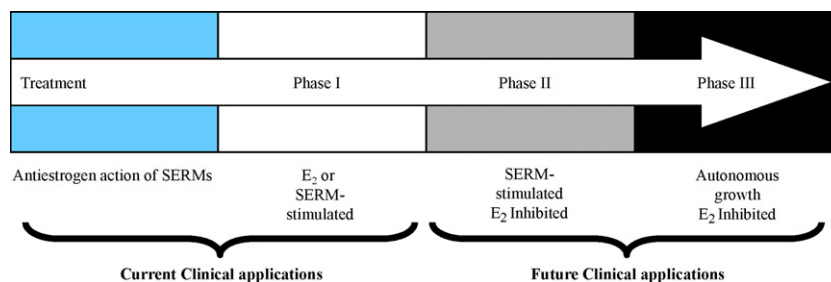 Treatment
Phase I
Phase II
Phase III
Antiestrogen action of SERMs
E₂ or
SERM-
stimulated
SERM-
stimulated
E₂ Inhibited
Autonomous
growth
E₂ Inhibited
Current Clinical applications
Future Clinical applications